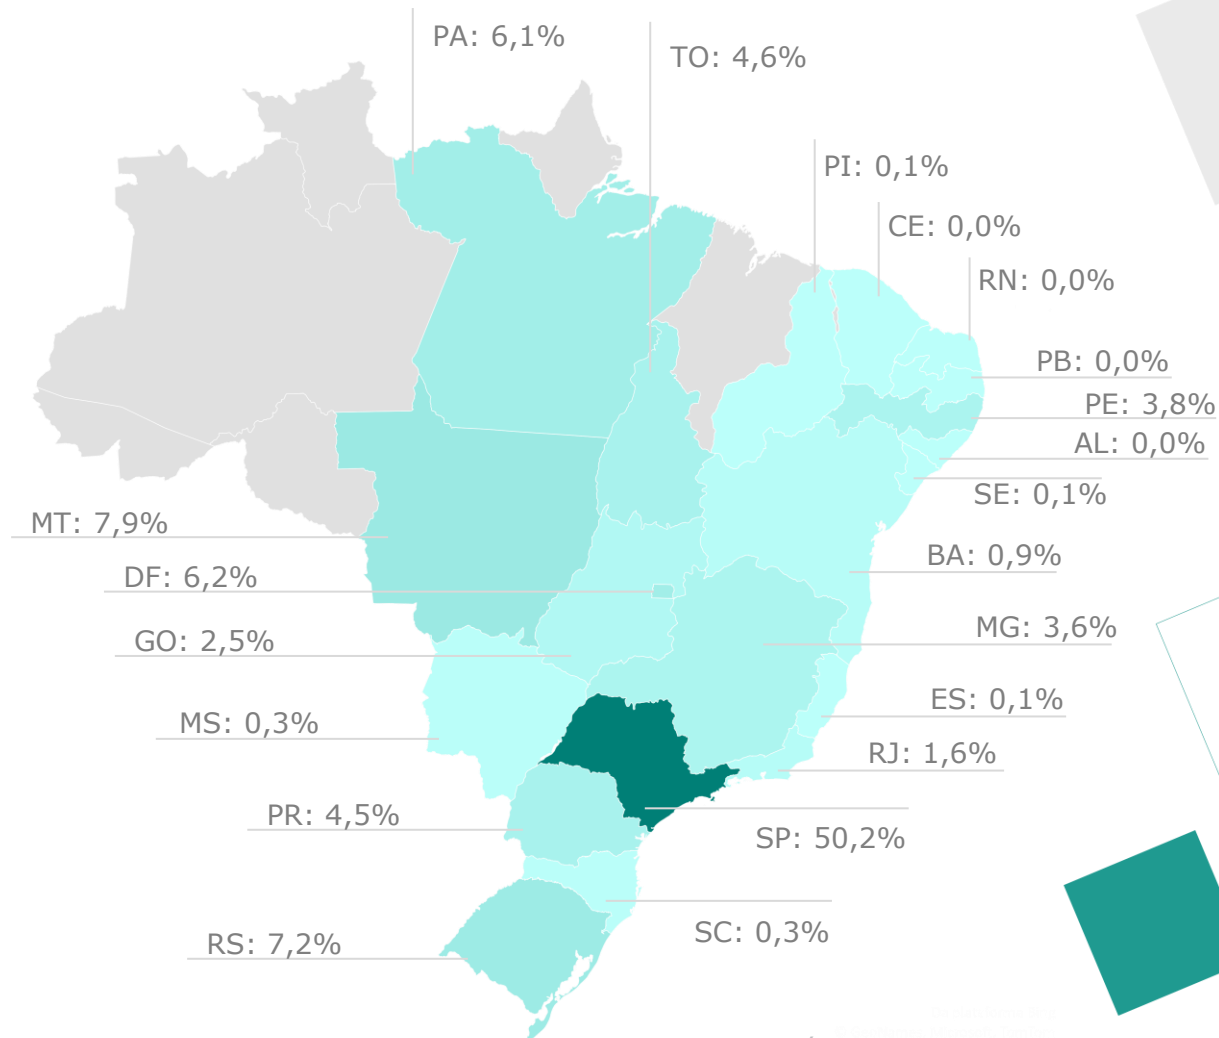 PA: 6,1%
TO: 4,6%
PI: 0,1%
CE: 0,0%
RN: 0,0%
PB: 0,0%
PE: 3,8%
AL: 0,0%
SE: 0,1%
MT: 7,9%
BA: 0,9%
DF: 6,2%
MG: 3,6%
GO: 2,5%
ES: 0,1%
MS: 0,3%
RJ: 1,6%
PR: 4,5%
SP: 50,2%
SC: 0,3%
RS: 7,2%